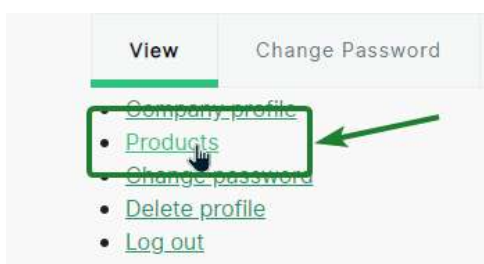 View Change Password
Company profile
Products
Change password
Delete profile
Log out